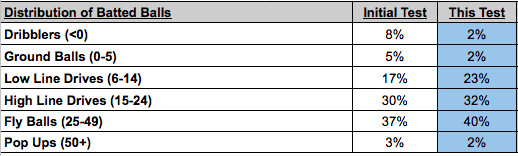 Distribution of Batted Balls Initial Test This Test
Dribblers (<0) 8% 2%
Ground Balls (0-5) 5% 2%
Low Line Drives (6-14) 17% 23%
High Line Drives (15-24) 30% 32%
Fly Balls (25-49) 37% 40%
Pop Ups (50+) 3% 2%